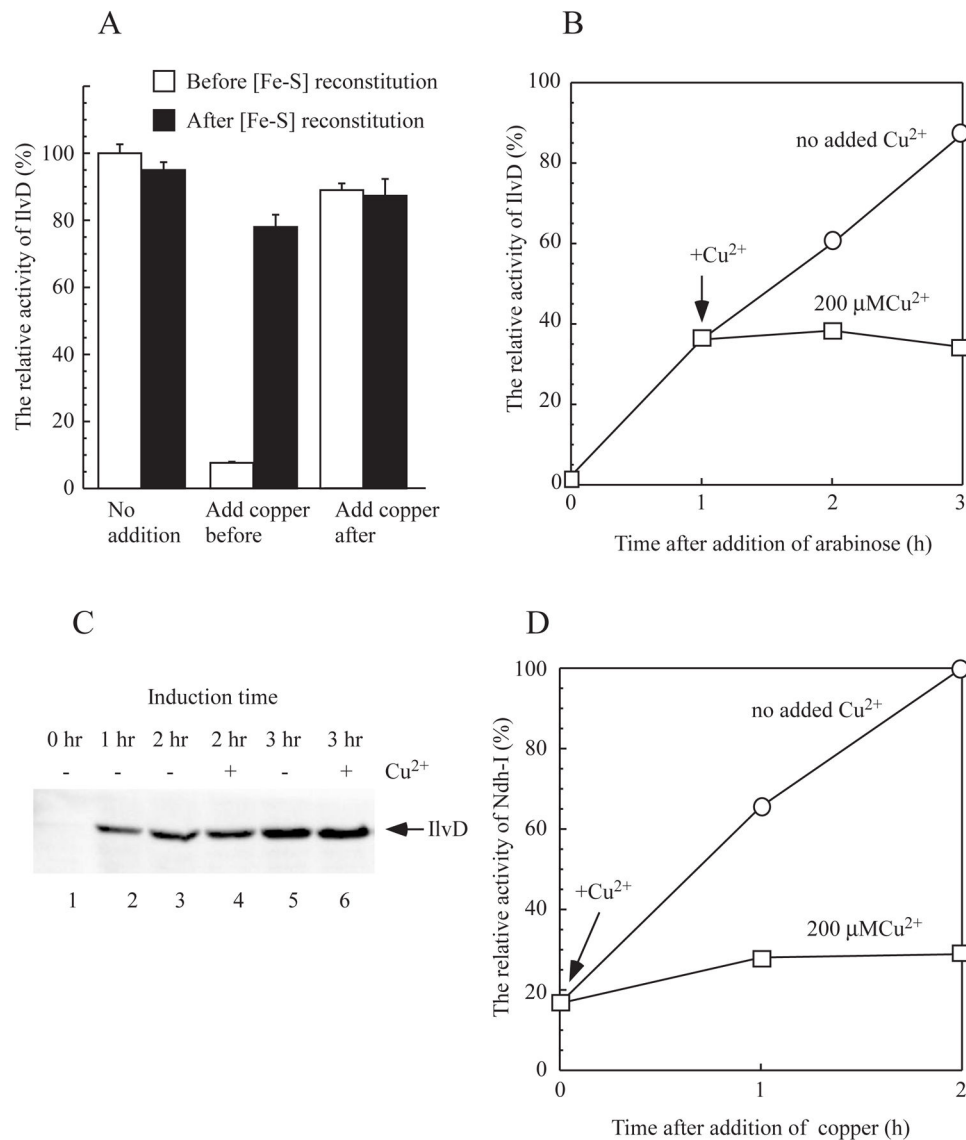 A
Before [Fe-S] reconstitution
After [Fe-S] reconstitution
The relative activity of IlvD (%)
100
80
60
40
20
0
No addition
Add copper before
Add copper after
B
The relative activity of IlvD (%)
100
80
60
40
20
0
no added Cu²⁺
+Cu²⁺
200 μMCu²⁺
0 1 2 3
Time after addition of arabinose (h)
C
Induction time
0 hr 1 hr 2 hr 2 hr 3 hr 3 hr
- - - + - + Cu²⁺
IlvD
1 2 3 4 5 6
D
The relative activity of Ndh-I (%)
100
80
60
40
20
0
no added Cu²⁺
+Cu²⁺
200 μMCu²⁺
0 1 2
Time after addition of copper (h)